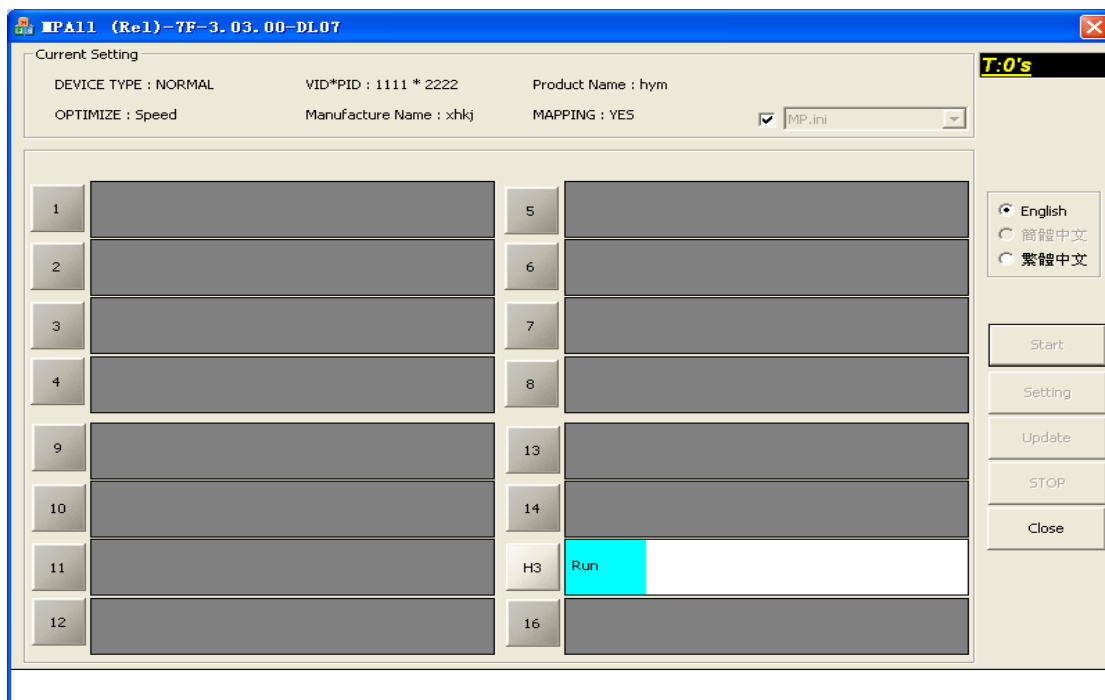 MPAll (Rel)-7F-3.03.00-DL07
Current Setting
DEVICE TYPE : NORMAL VID*PID : 1111 * 2222 Product Name : hym
OPTIMIZE : Speed Manufacture Name : xhkj MAPPING : YES MP.ini
T:0's
1 5
2 6
3 7
4 8
9 13
10 14
11 H3 Run
12 16
English
簡體中文
繁體中文
Start
Setting
Update
STOP
Close